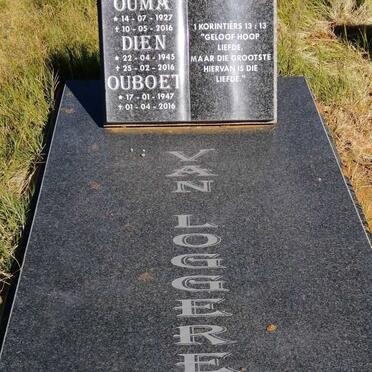 OUMA
★ 14 - 07 - 1927
✝ 10 - 05 - 2016
DIEN
★ 22 - 04 - 1945
✝ 25 - 02 - 2016
OUBOET
★ 17 - 01 - 1947
✝ 01 - 04 - 2016
1 KORINTIËRS 13 : 13
"GELOOF HOOP
LIEFDE,
MAAR DIE GROOTSTE
HIERVAN IS DIE
LIEFDE."
VAN LOGGERE